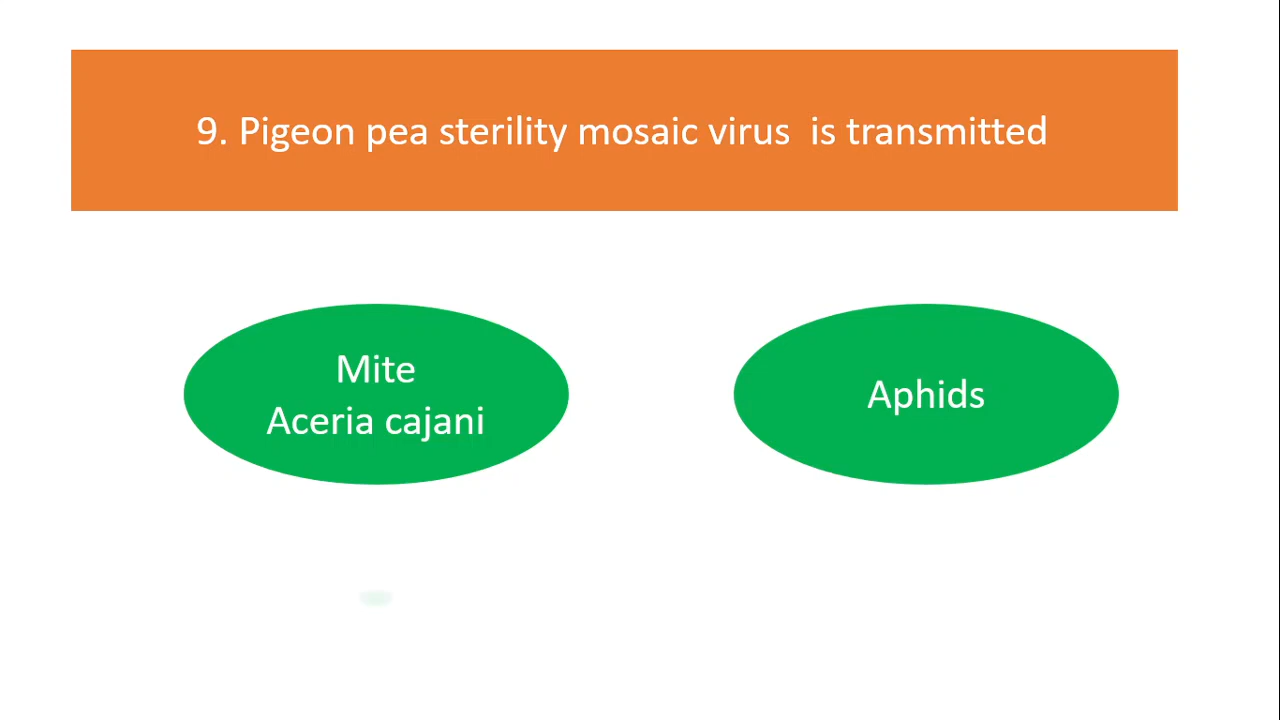 9. Pigeon pea sterility mosaic virus  is transmitted
Mite
Aceria cajani
Aphids